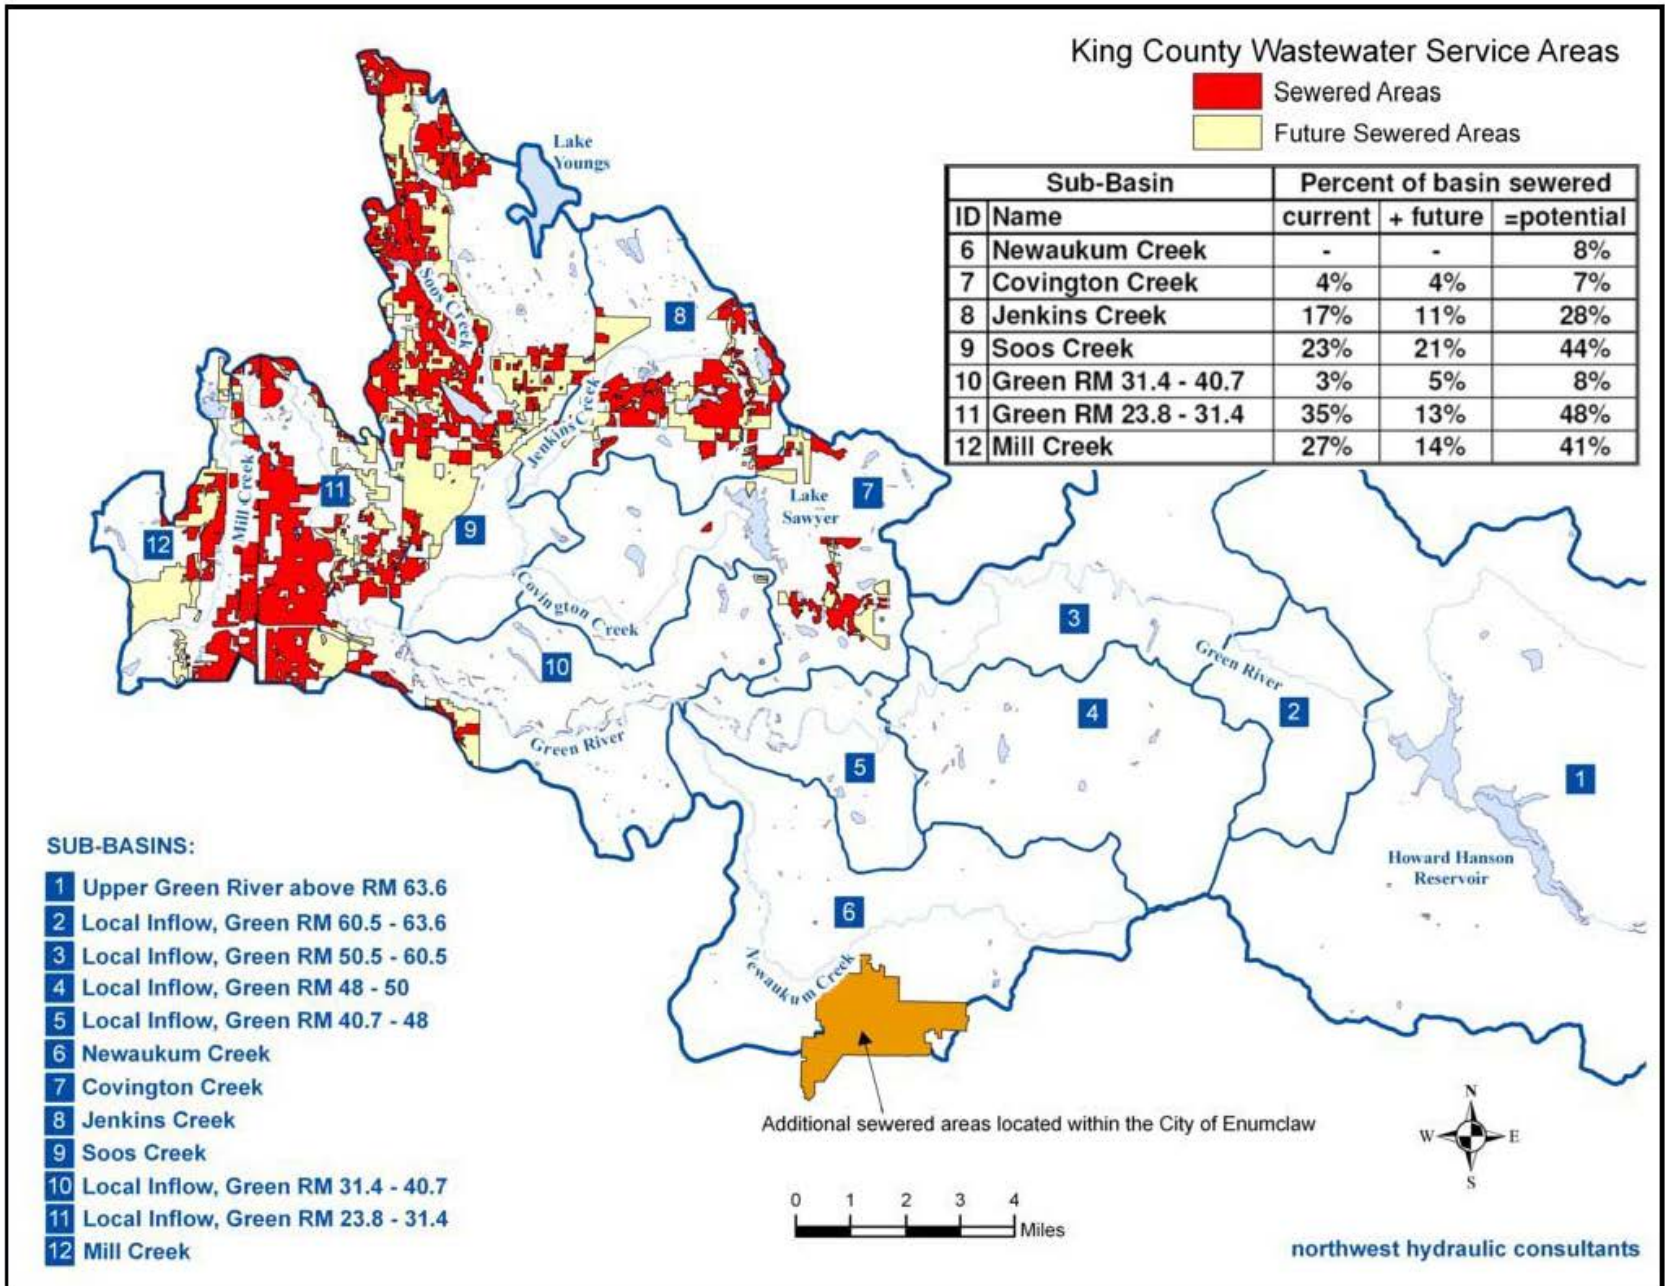 King County Wastewater Service Areas
Sewered Areas
Future Sewered Areas
Sub-Basin Percent of basin sewered
ID Name current + future =potential
6 Newaukum Creek - - 8%
7 Covington Creek 4% 4% 7%
8 Jenkins Creek 17% 11% 28%
9 Soos Creek 23% 21% 44%
10 Green RM 31.4 - 40.7 3% 5% 8%
11 Green RM 23.8 - 31.4 35% 13% 48%
12 Mill Creek 27% 14% 41%
Lake
Youngs
Soos Creek
8
Jenkins Creek
Mill Creek
11
12
9
Lake
Sawyer
7
Covington Creek
10
3
Green River
2
4
Green River
5
1
Howard Hanson
Reservoir
6
Newaukum Creek
Additional sewered areas located within the City of Enumclaw
SUB-BASINS:
1 Upper Green River above RM 63.6
2 Local Inflow, Green RM 60.5 - 63.6
3 Local Inflow, Green RM 50.5 - 60.5
4 Local Inflow, Green RM 48 - 50
5 Local Inflow, Green RM 40.7 - 48
6 Newaukum Creek
7 Covington Creek
8 Jenkins Creek
9 Soos Creek
10 Local Inflow, Green RM 31.4 - 40.7
11 Local Inflow, Green RM 23.8 - 31.4
12 Mill Creek
0 1 2 3 4
Miles
N
W E
S
northwest hydraulic consultants